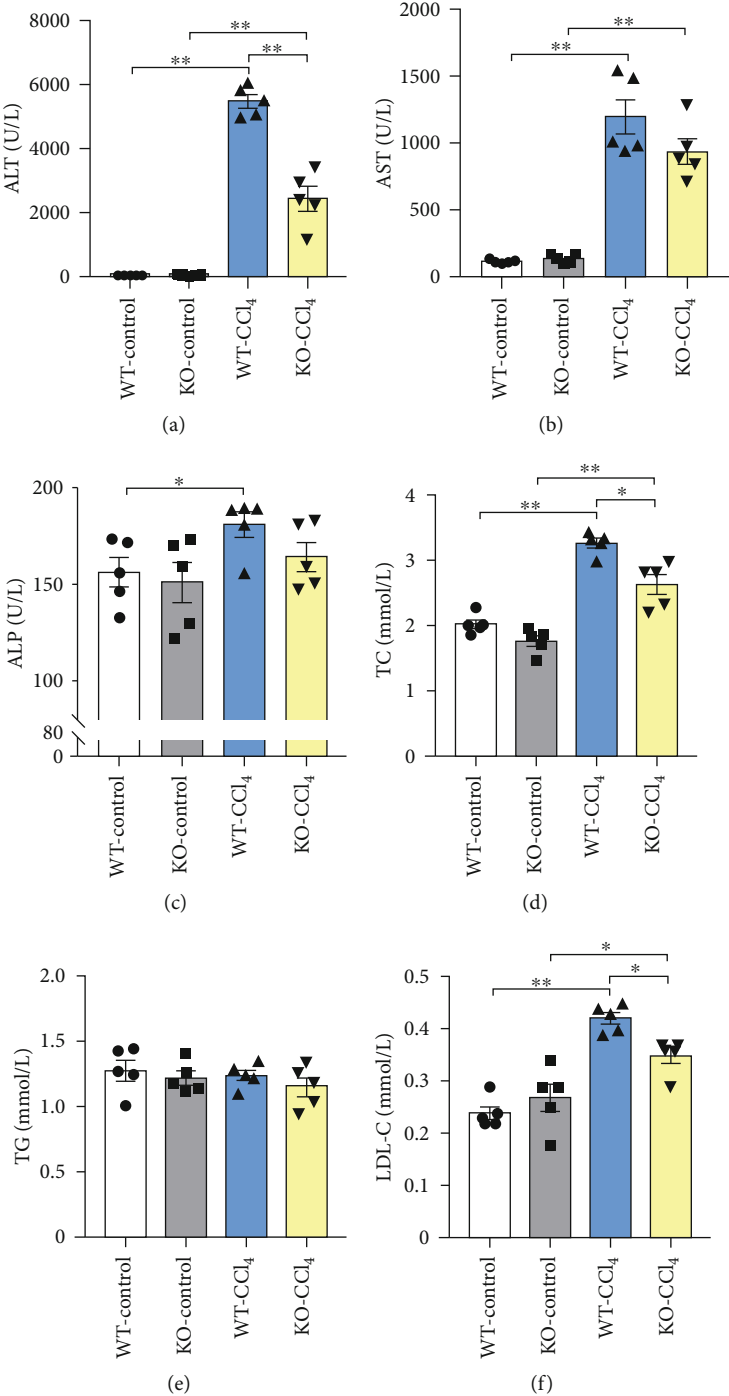 8000
6000
4000
2000
0
ALT (U/L)
**
**
**
WT-control
KO-control
WT-CCl₄
KO-CCl₄
(a)
2000
1500
1000
500
0
AST (U/L)
**
**
WT-control
KO-control
WT-CCl₄
KO-CCl₄
(b)
200
150
100
80
0
ALP (U/L)
*
WT-control
KO-control
WT-CCl₄
KO-CCl₄
(c)
4
3
2
1
0
TC (mmol/L)
**
**
*
WT-control
KO-control
WT-CCl₄
KO-CCl₄
(d)
2.0
1.5
1.0
0.5
0
TG (mmol/L)
WT-control
KO-control
WT-CCl₄
KO-CCl₄
(e)
0.5
0.4
0.3
0.2
0.1
0
LDL-C (mmol/L)
*
**
*
WT-control
KO-control
WT-CCl₄
KO-CCl₄
(f)